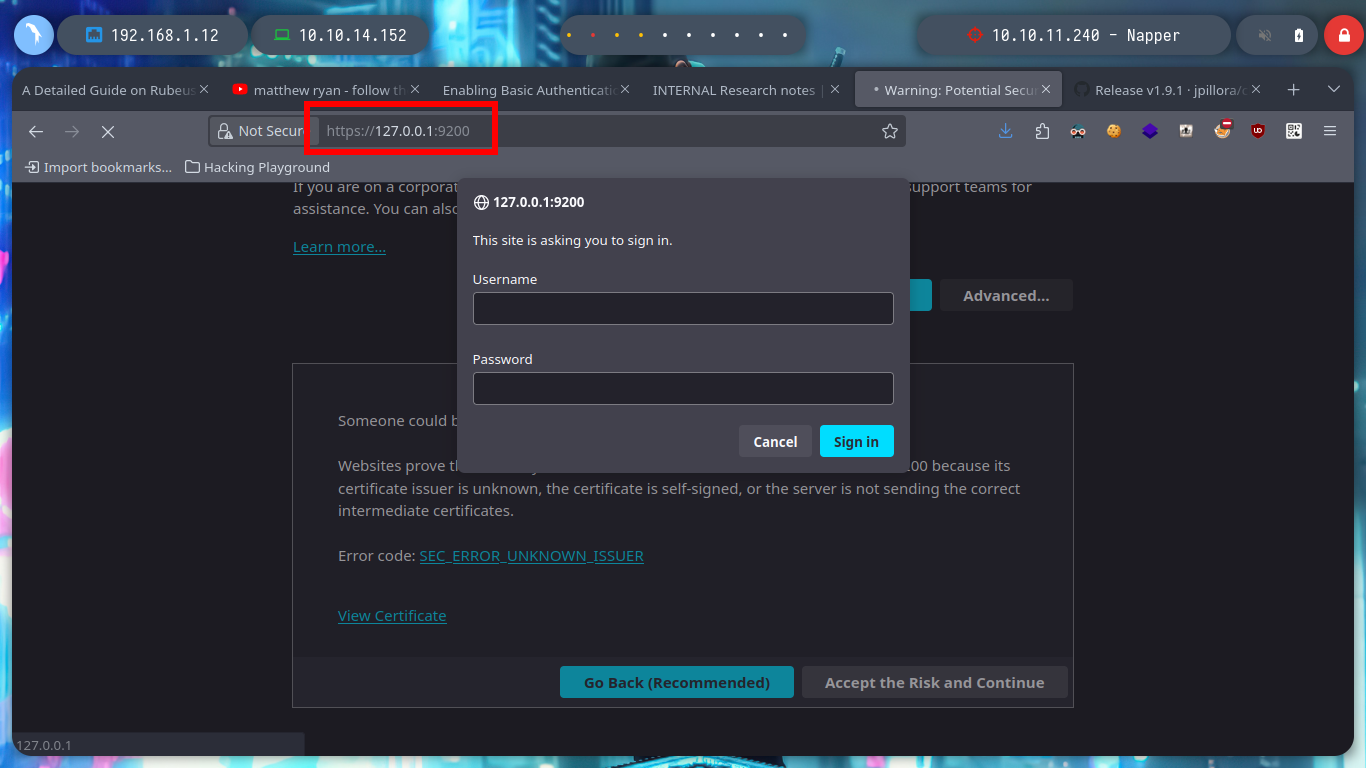 192.168.1.12
10.10.14.152
10.10.11.240 - Napper
A Detailed Guide on Rubeus
matthew ryan - follow th
Enabling Basic Authenticatio
INTERNAL Research notes |
Warning: Potential Secur
Release v1.9.1 · jpillora/c
Not Secure
https://127.0.0.1:9200
Import bookmarks...
Hacking Playground
If you are on a corporat
support teams for
assistance. You can also
Learn more...
127.0.0.1:9200
This site is asking you to sign in.
Username
Password
Cancel
Sign in
Advanced...
Someone could b
Websites prove th
00 because its
certificate issuer is unknown, the certificate is self-signed, or the server is not sending the correct
intermediate certificates.
Error code: SEC_ERROR_UNKNOWN_ISSUER
View Certificate
Go Back (Recommended)
Accept the Risk and Continue
127.0.0.1